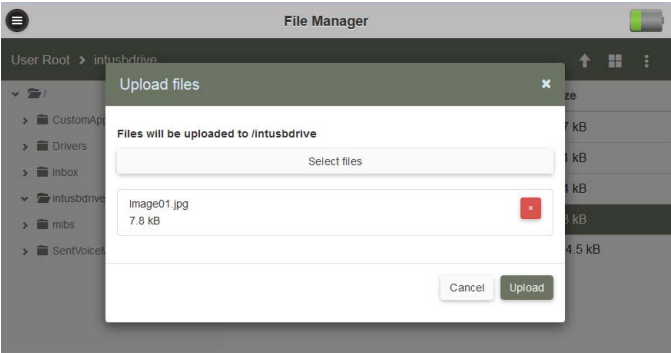 File Manager
User Root > intusbdrive
Upload files
×
ze
/
CustomApp
7 kB
Files will be uploaded to /intusbdrive
Drivers
Select files
1 kB
Inbox
4 kB
intusbdrive
Image01.jpg
×
7.8 kB
mibs
kB
SentVoiceM
4.5 kB
Cancel
Upload